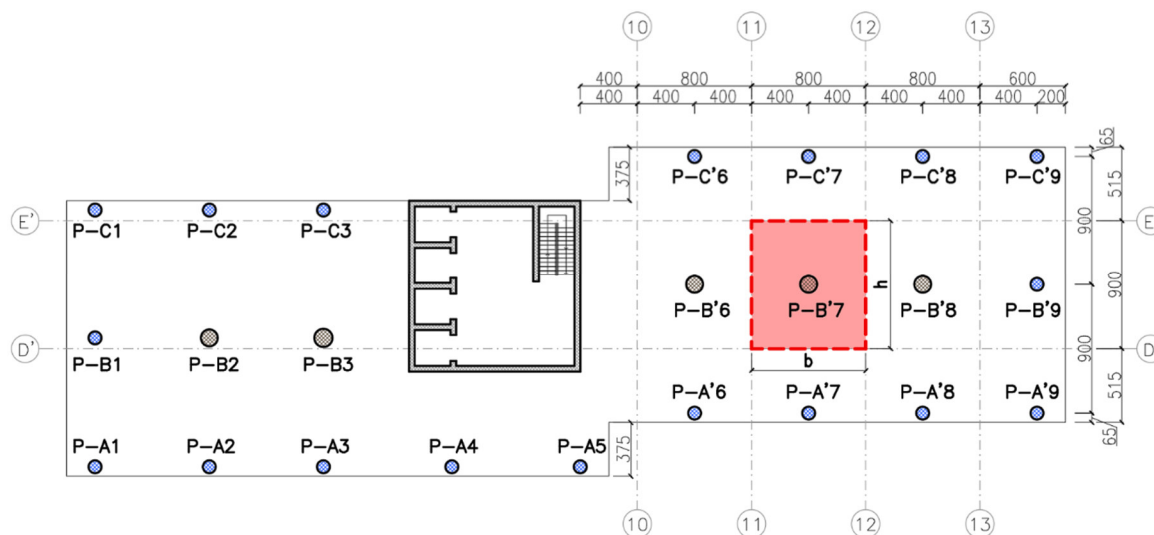 10 11 12 13
400 800 800 800 600
400 400 400 400 400 400 400 400 200
65
375
P-C'6 P-C'7 P-C'8 P-C'9
515
E' P-C1 P-C2 P-C3 900 E
h
P-B'6 P-B'7 P-B'8 P-B'9
900 900
D' P-B1 P-B2 P-B3 D
b
P-A'6 P-A'7 P-A'8 P-A'9
900 515
P-A1 P-A2 P-A3 P-A4 P-A5
375
65
10 11 12 13